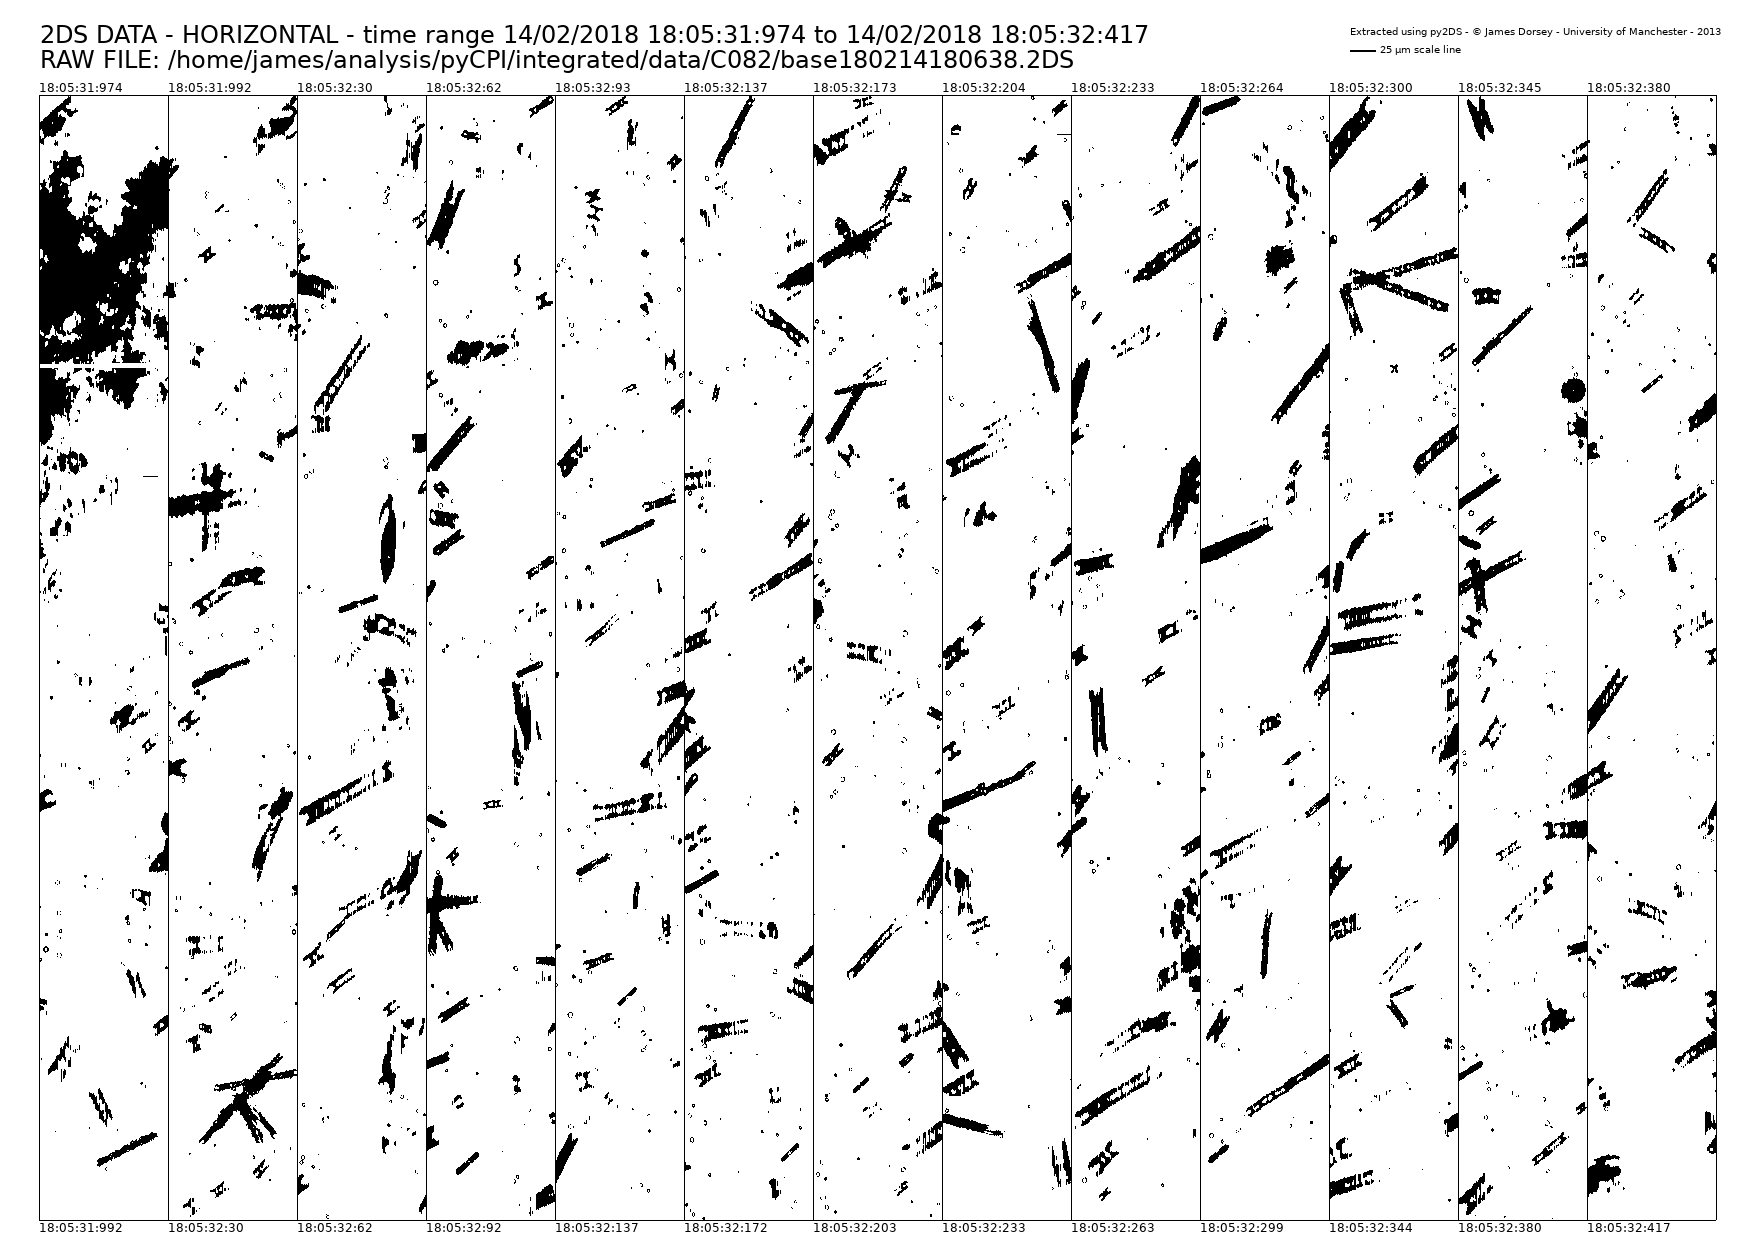 2DS DATA - HORIZONTAL - time range 14/02/2018 18:05:31:974 to 14/02/2018 18:05:32:417
RAW FILE: /home/james/analysis/pyCPI/integrated/data/C082/base180214180638.2DS
Extracted using py2DS - © James Dorsey - University of Manchester - 2013
25 µm scale line
18:05:31:974 18:05:31:992 18:05:32:30 18:05:32:62 18:05:32:93 18:05:32:137 18:05:32:173 18:05:32:204 18:05:32:233 18:05:32:264 18:05:32:300 18:05:32:345 18:05:32:380
18:05:31:992 18:05:32:30 18:05:32:62 18:05:32:92 18:05:32:137 18:05:32:172 18:05:32:203 18:05:32:233 18:05:32:263 18:05:32:299 18:05:32:344 18:05:32:380 18:05:32:417